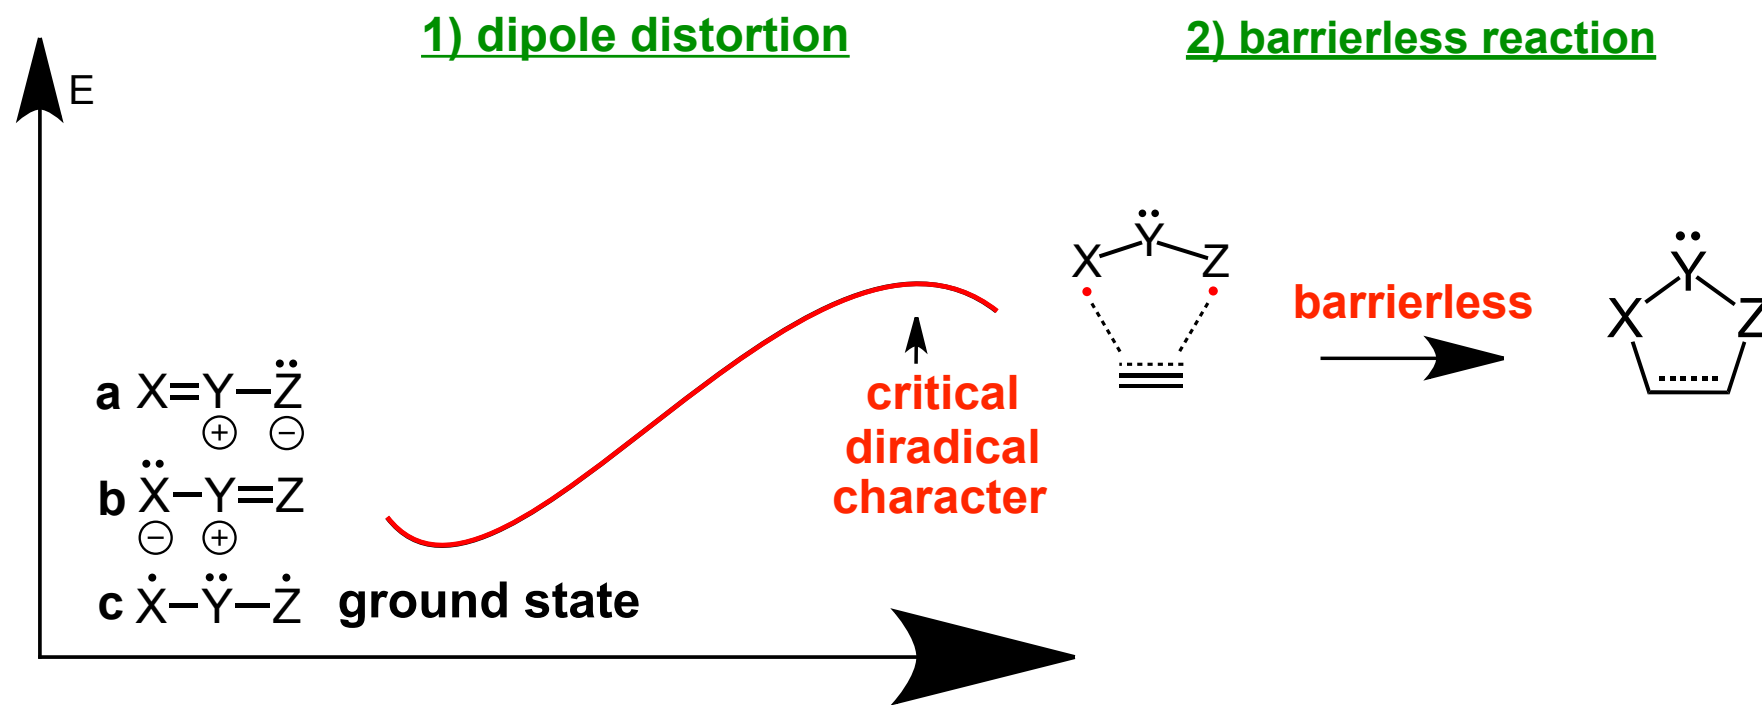 1) dipole distortion
2) barrierless reaction
E
X Y Z
barrierless
X Y Z
critical
diradical
character
a X=Y–Z̈
⊕ ⊖
b Ẍ–Y=Z
⊖ ⊕
c Ẋ–Ÿ–Ż ground state